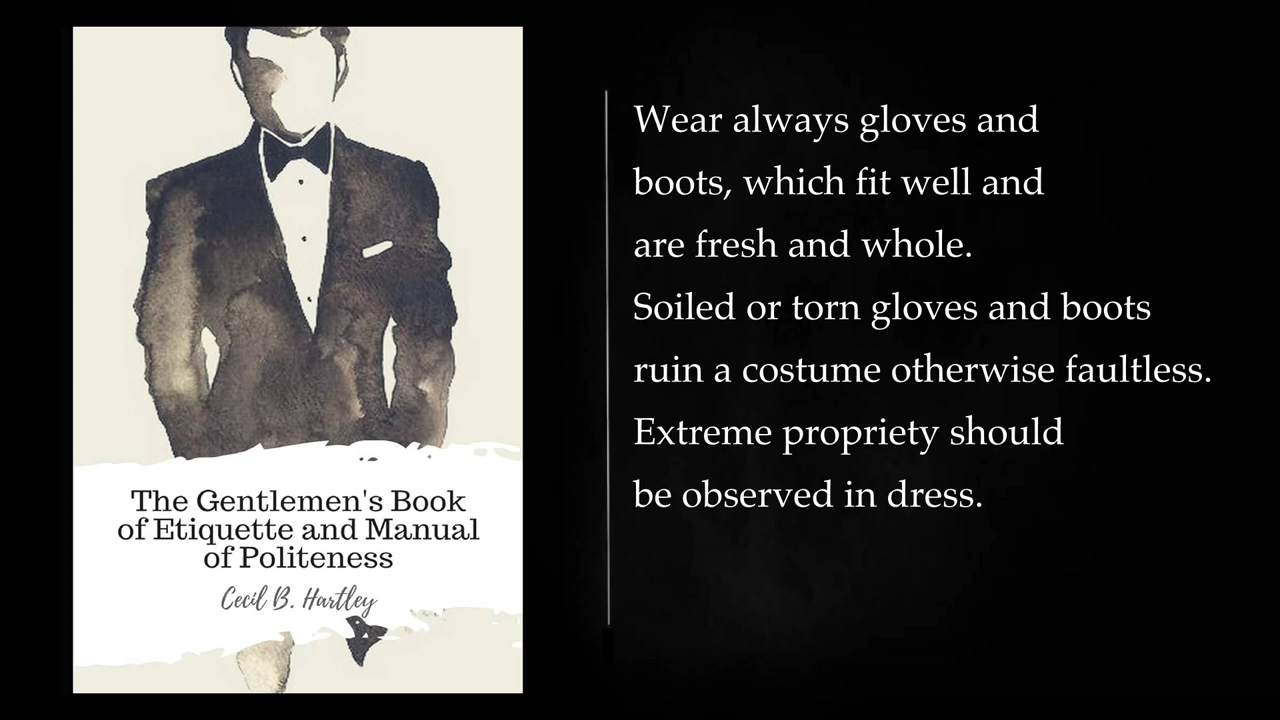 The Gentlemen's Book
of Etiquette and Manual
of Politeness
Cecil B. Hartley
Wear always gloves and
boots, which fit well and
are fresh and whole.
Soiled or torn gloves and boots
ruin a costume otherwise faultless.
Extreme propriety should
be observed in dress.